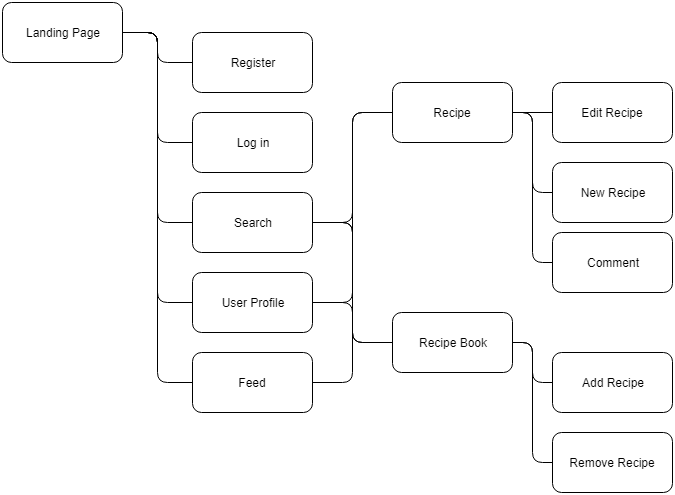 Landing Page
Register
Log in
Search
User Profile
Feed
Recipe
Recipe Book
Edit Recipe
New Recipe
Comment
Add Recipe
Remove Recipe